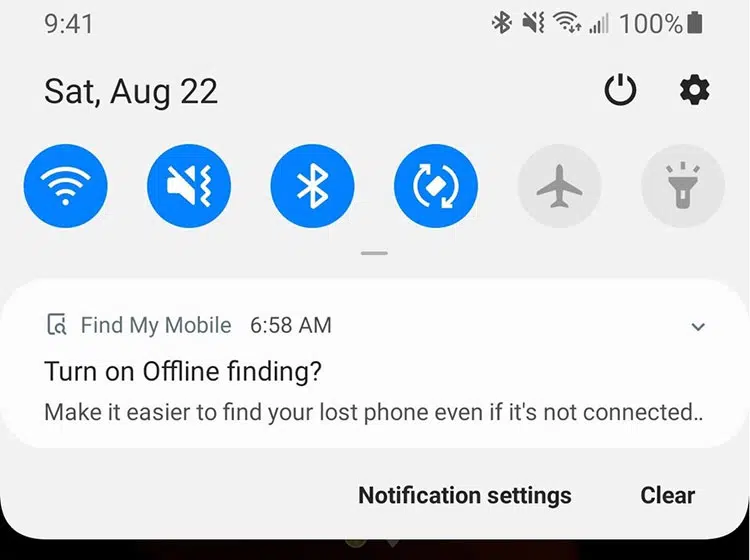 9:41 100%
Sat, Aug 22
Find My Mobile 6:58 AM
Turn on Offline finding?
Make it easier to find your lost phone even if it's not connected..
Notification settings Clear